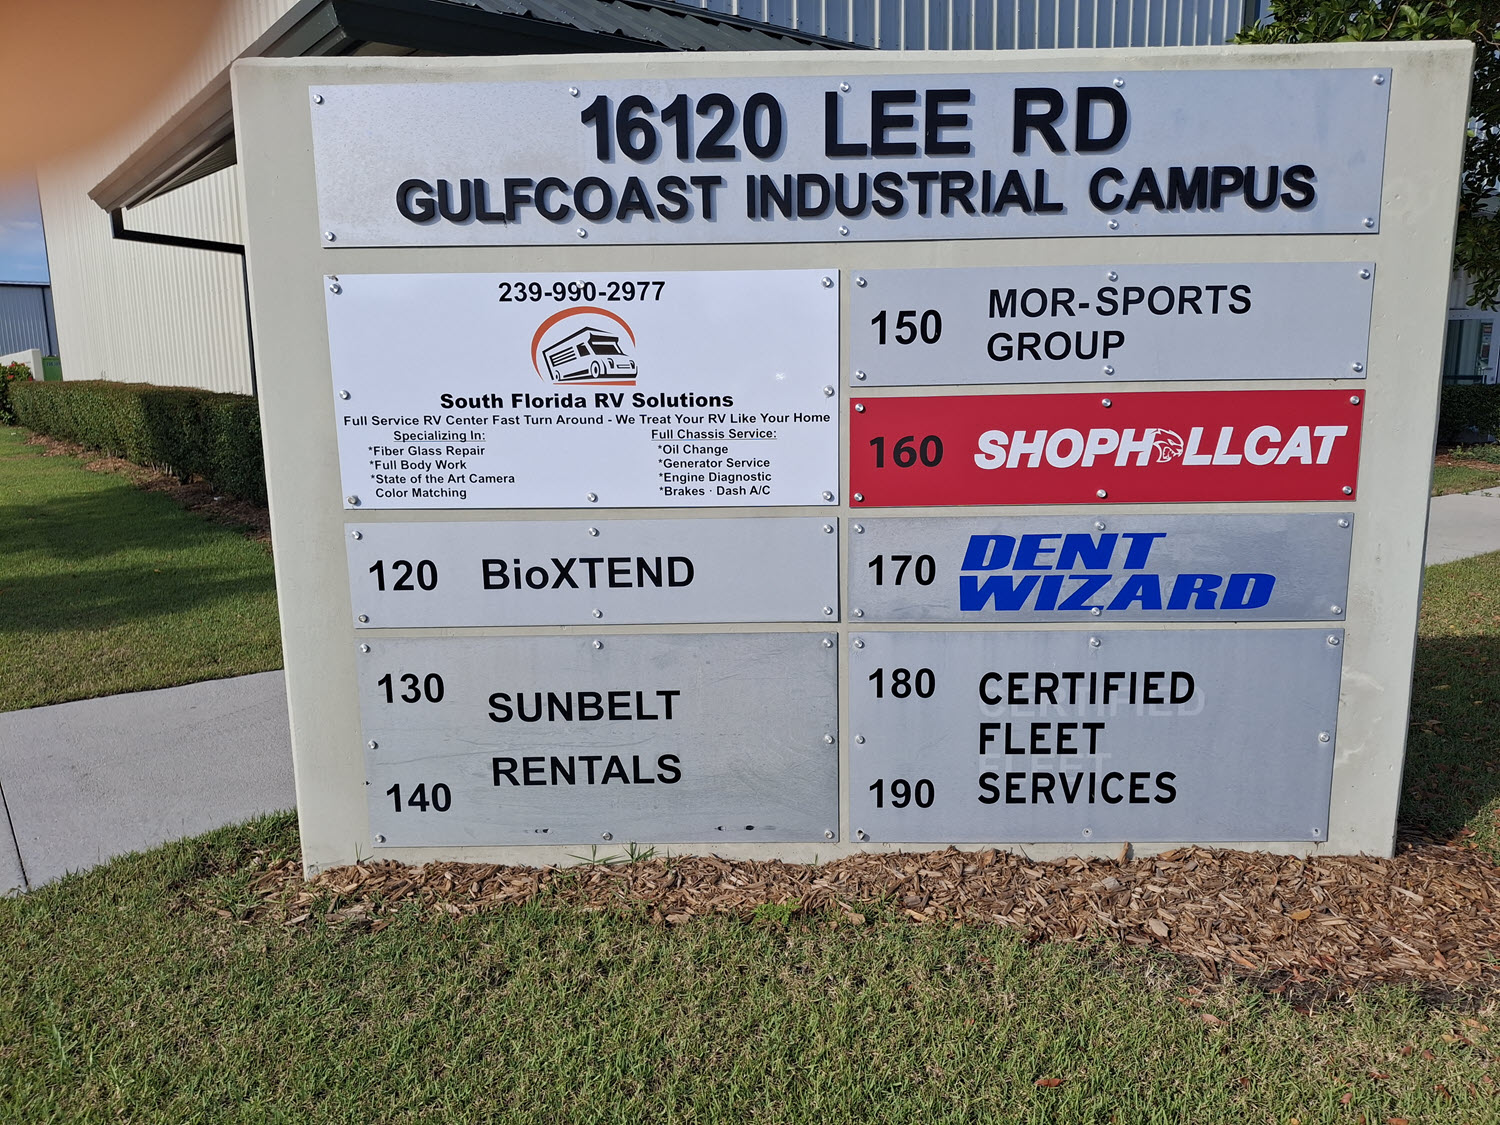 16120 LEE RD
GULFCOAST INDUSTRIAL CAMPUS
239-990-2977
South Florida RV Solutions
Full Service RV Center Fast Turn Around - We Treat Your RV Like Your Home
Specializing In:
*Fiber Glass Repair
*Full Body Work
*State of the Art Camera
Color Matching
Full Chassis Service:
*Oil Change
*Generator Service
*Engine Diagnostic
*Brakes · Dash A/C
120 BioXTEND
130 SUNBELT
140 RENTALS
150 MOR-SPORTS
GROUP
160 SHOPHELLCAT
170 DENT
WIZARD
180 CERTIFIED
FLEET
190 SERVICES